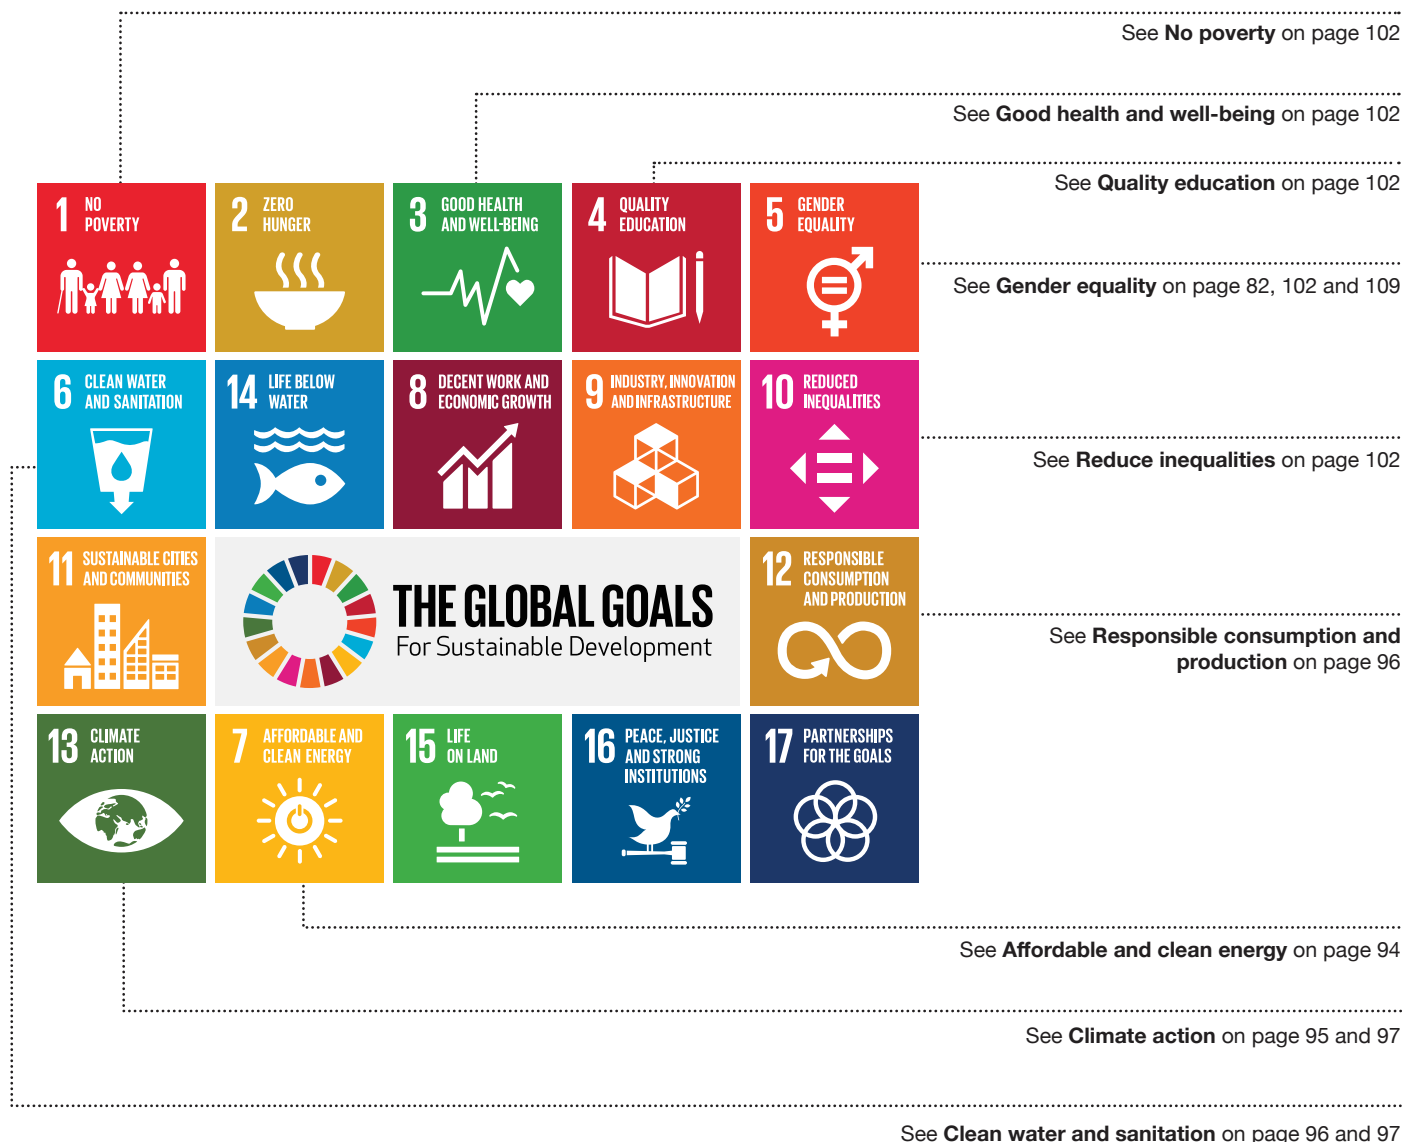 See No poverty on page 102
See Good health and well-being on page 102
See Quality education on page 102
1 NO
POVERTY
2 ZERO
HUNGER
3 GOOD HEALTH
AND WELL-BEING
4 QUALITY
EDUCATION
5 GENDER
EQUALITY
See Gender equality on page 82, 102 and 109
6 CLEAN WATER
AND SANITATION
14 LIFE BELOW
WATER
8 DECENT WORK AND
ECONOMIC GROWTH
9 INDUSTRY, INNOVATION
AND INFRASTRUCTURE
10 REDUCED
INEQUALITIES
See Reduce inequalities on page 102
11 SUSTAINABLE CITIES
AND COMMUNITIES
THE GLOBAL GOALS
For Sustainable Development
12 RESPONSIBLE
CONSUMPTION
AND PRODUCTION
See Responsible consumption and
production on page 96
13 CLIMATE
ACTION
7 AFFORDABLE AND
CLEAN ENERGY
15 LIFE
ON LAND
16 PEACE, JUSTICE
AND STRONG
INSTITUTIONS
17 PARTNERSHIPS
FOR THE GOALS
See Affordable and clean energy on page 94
See Climate action on page 95 and 97
See Clean water and sanitation on page 96 and 97